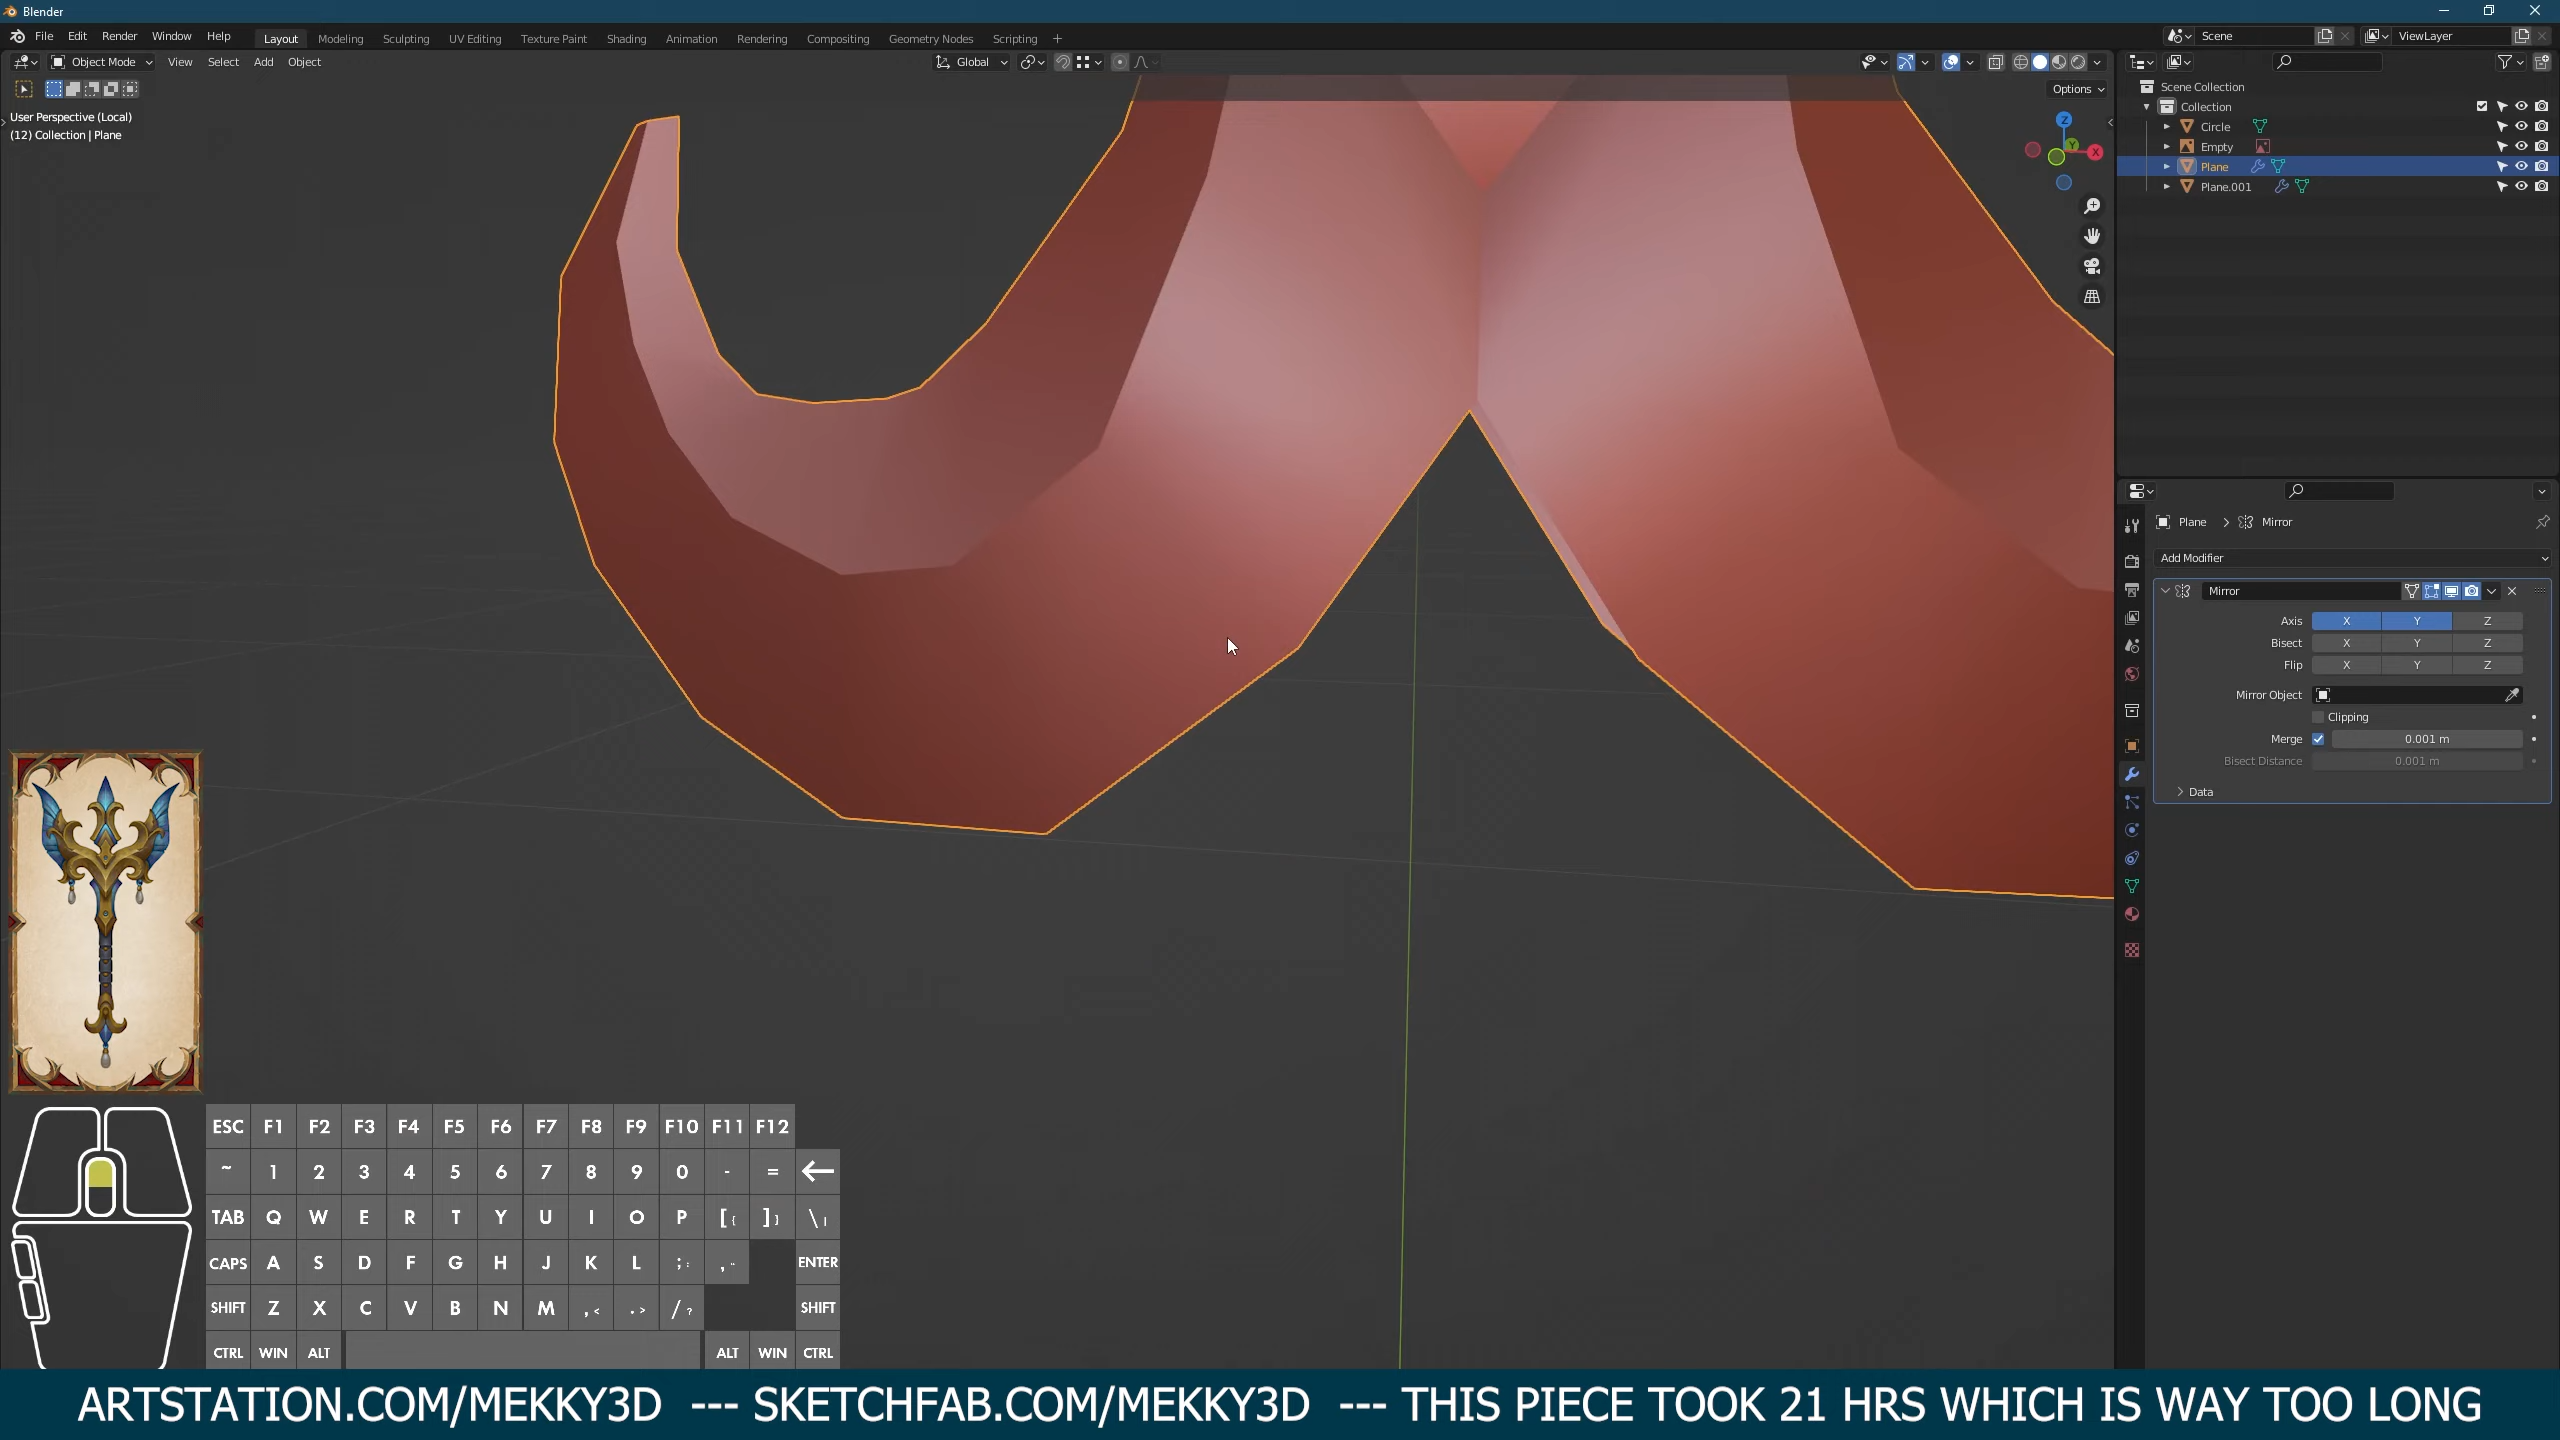 Blender
File Edit Render Window Help Layout Modeling Sculpting UV Editing Texture Paint Shading Animation Rendering Compositing Geometry Nodes Scripting + Scene ViewLayer
Object Mode View Select Add Object Global
Options
User Perspective (Local)
(12) Collection | Plane
Z
Y
X
Scene Collection
Collection
Circle
Empty
Plane
Plane.001
Plane > Mirror
Add Modifier
Mirror
Axis X Y Z
Bisect X Y Z
Flip X Y Z
Mirror Object
Clipping
Merge 0.001 m
Bisect Distance 0.001 m
Data
ESC F1 F2 F3 F4 F5 F6 F7 F8 F9 F10 F11 F12
~ 1 2 3 4 5 6 7 8 9 0 - =
TAB Q W E R T Y U I O P [ { ] } \ |
CAPS A S D F G H J K L ; : , " ENTER
SHIFT Z X C V B N M , < . > / ? SHIFT
CTRL WIN ALT ALT WIN CTRL
ARTSTATION.COM/MEKKY3D --- SKETCHFAB.COM/MEKKY3D --- THIS PIECE TOOK 21 HRS WHICH IS WAY TOO LONG